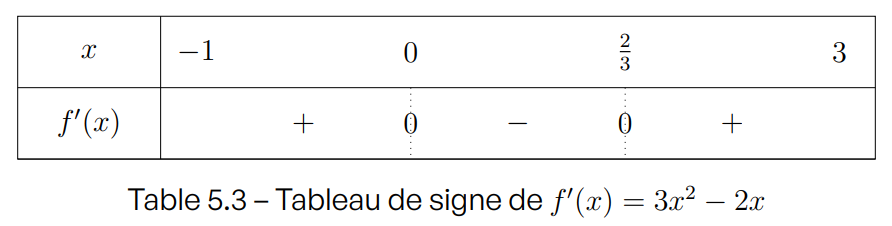 x −1 0 2/3 3
f′(x) + 0 − 0 +
Table 5.3 – Tableau de signe de f′(x) = 3x² − 2x